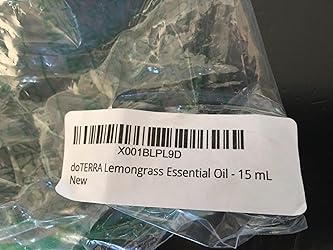 X001BLPL9D
doTERRA Lemongrass Essential Oil - 15 mL
New